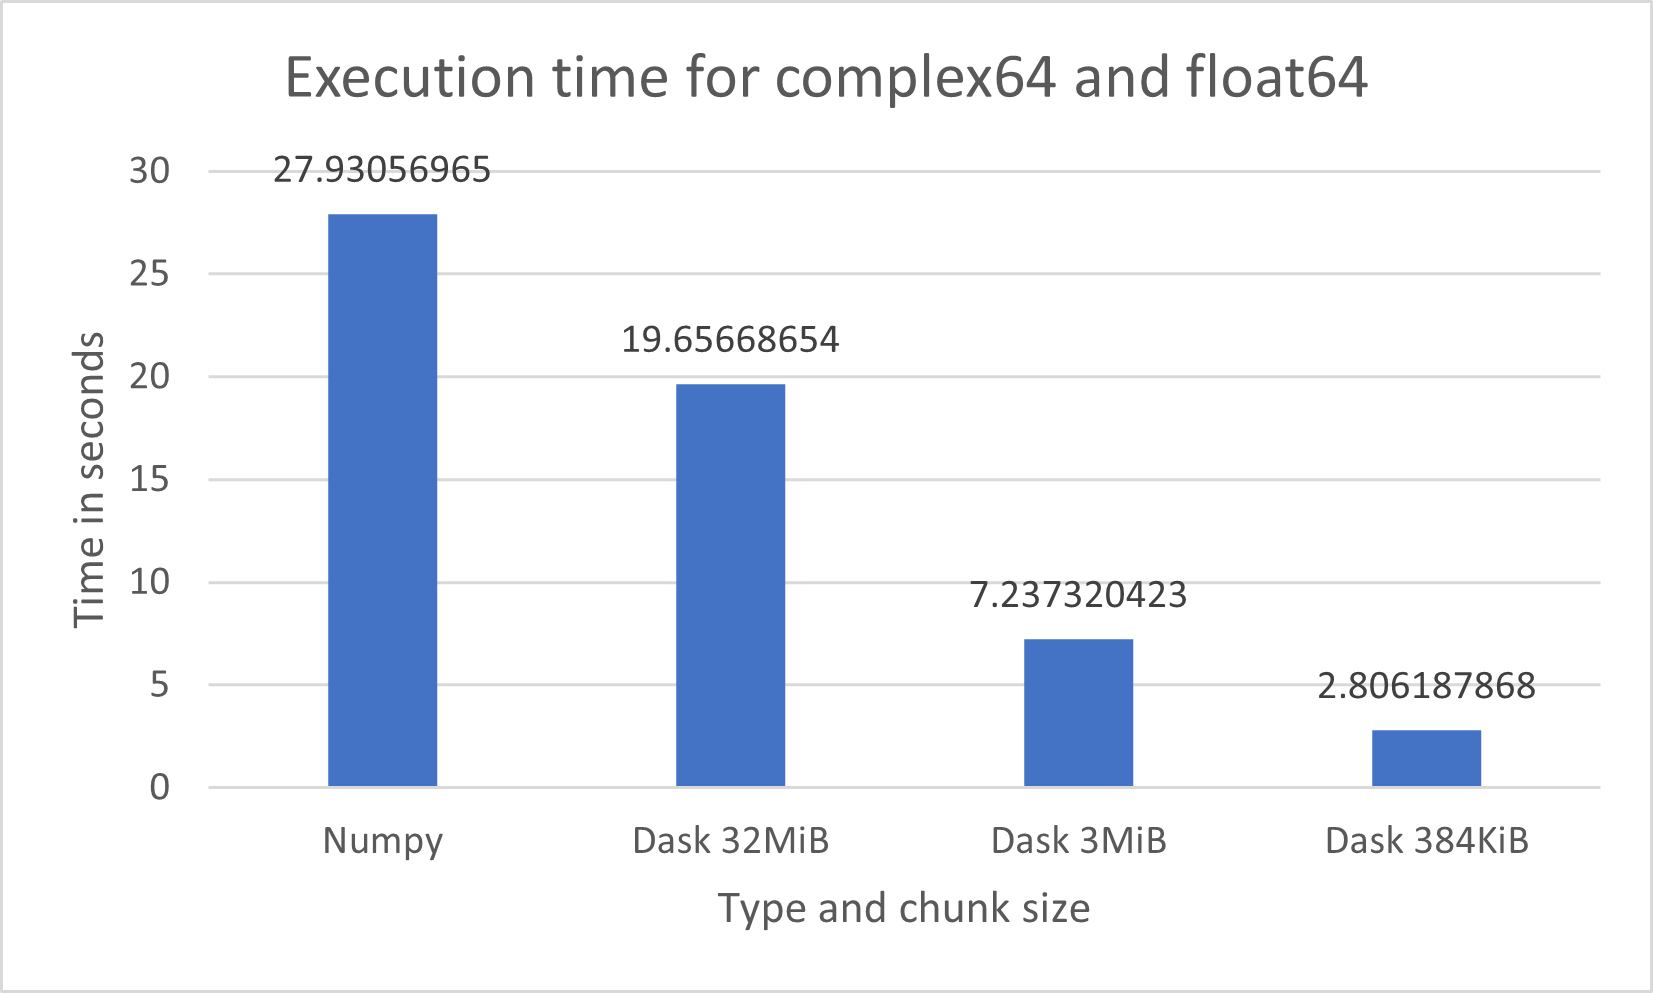 Execution time for complex64 and float64
30
27.93056965
25
19.65668654
20
15
10
7.237320423
5
2.806187868
0
Time in seconds
Numpy
Dask 32MiB
Dask 3MiB
Dask 384KiB
Type and chunk size